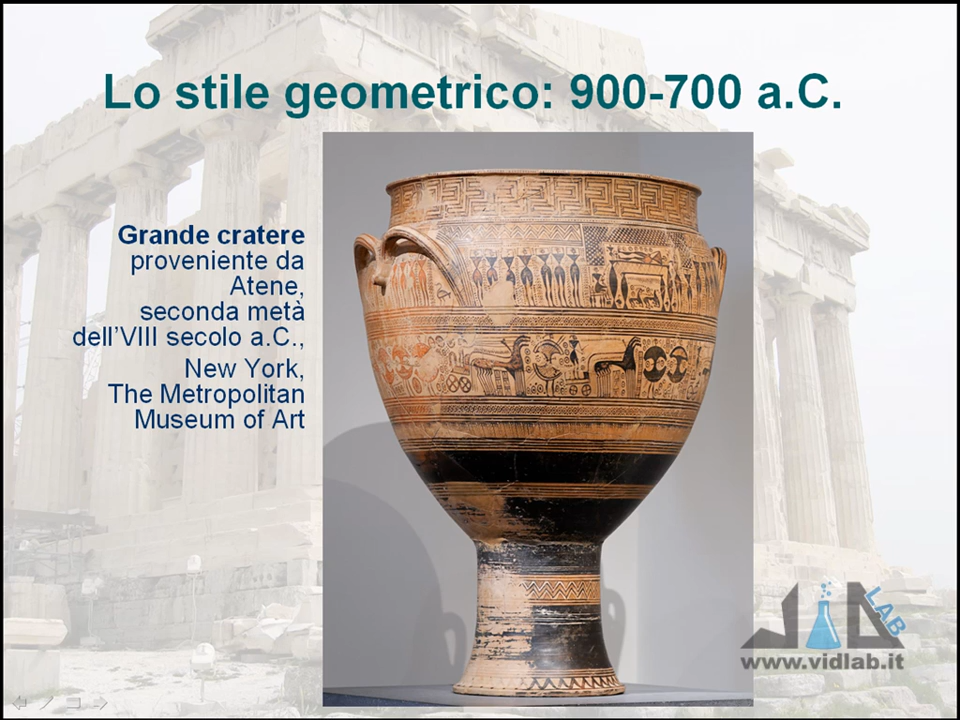 Lo stile geometrico: 900-700 a.C.
Grande cratere
proveniente da
Atene,
seconda metà
dell'VIII secolo a.C.,
New York,
The Metropolitan
Museum of Art
LAB
www.vidlab.it